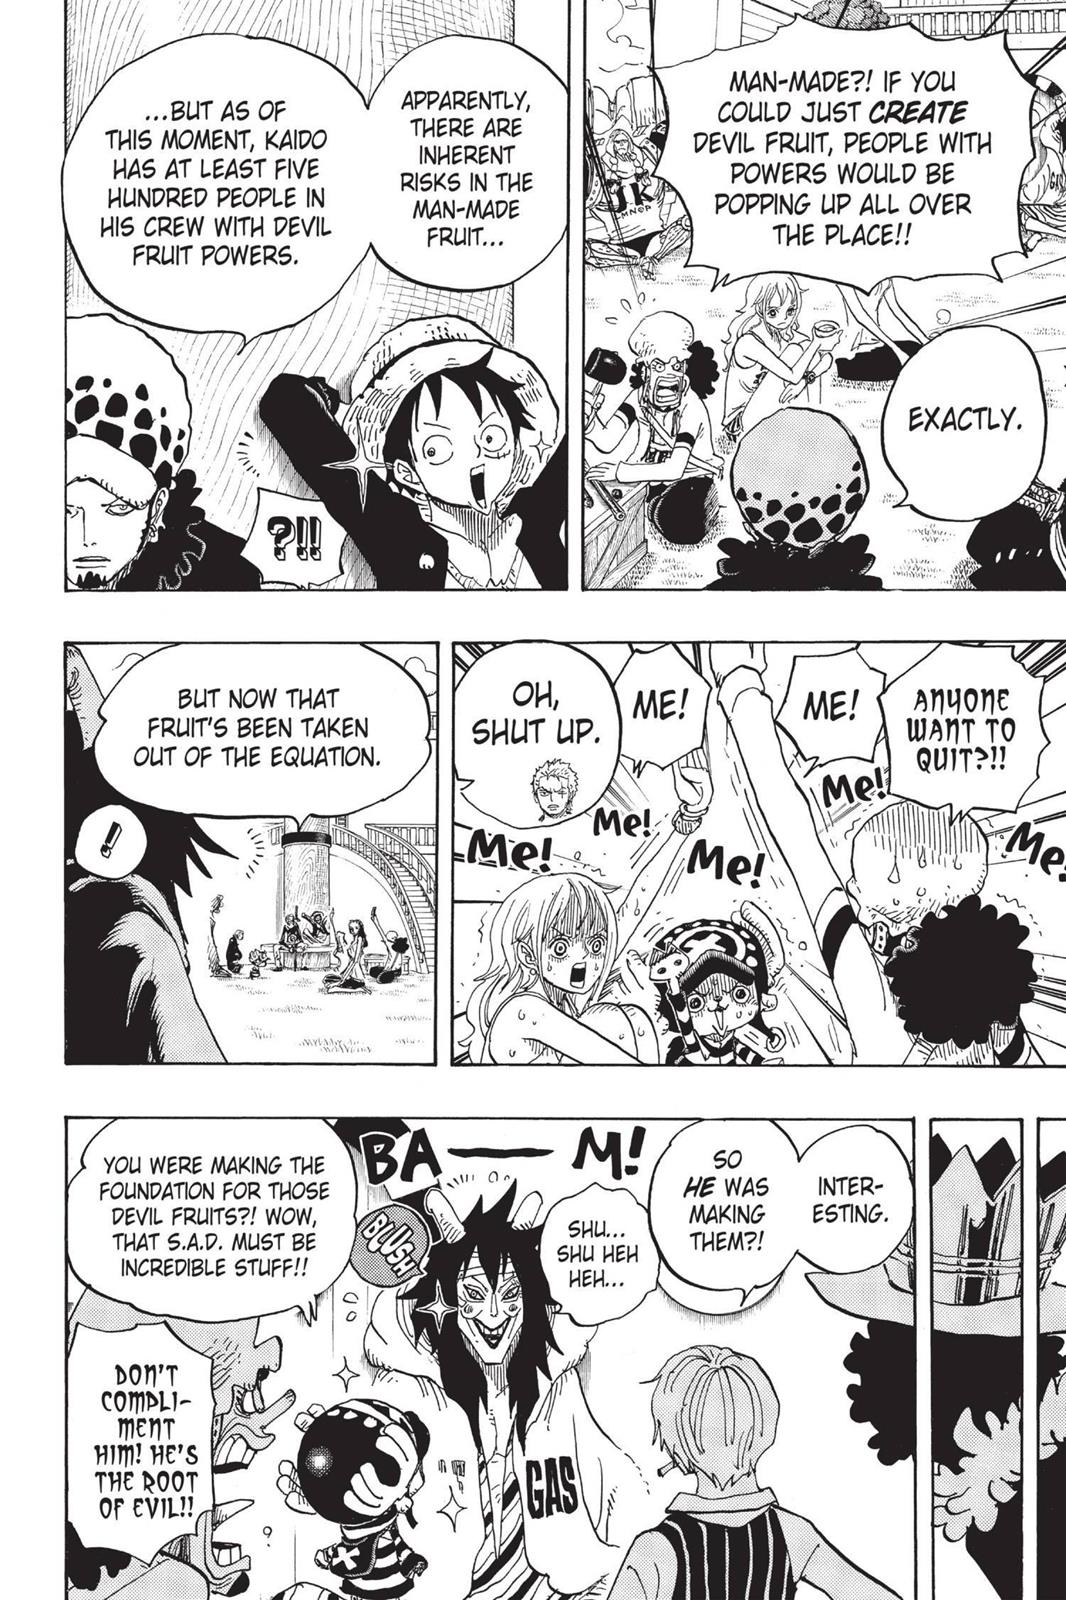 MAN-MADE?! IF YOU
COULD JUST CREATE
DEVIL FRUIT, PEOPLE WITH
POWERS WOULD BE
POPPING UP ALL OVER
THE PLACE!!
EXACTLY.
APPARENTLY,
THERE ARE
INHERENT
RISKS IN THE
MAN-MADE
FRUIT...
...BUT AS OF
THIS MOMENT, KAIDO
HAS AT LEAST FIVE
HUNDRED PEOPLE IN
HIS CREW WITH DEVIL
FRUIT POWERS.
?!!
ANYONE
WANT TO
QUIT?!!
ME!
ME!
Me!
Me!
Me!
Me!
Me!
OH,
SHUT UP.
BUT NOW THAT
FRUIT'S BEEN TAKEN
OUT OF THE EQUATION.
!
INTER-
ESTING.
SO
HE WAS
MAKING
THEM?!
BA—M!
SHU...
SHU HEH
HEH...
BLUSH
GAS
YOU WERE MAKING THE
FOUNDATION FOR THOSE
DEVIL FRUITS?! WOW,
THAT S.A.D. MUST BE
INCREDIBLE STUFF!!
DON'T
COMPLI-
MENT
HIM! HE'S
THE ROOT
OF EVIL!!